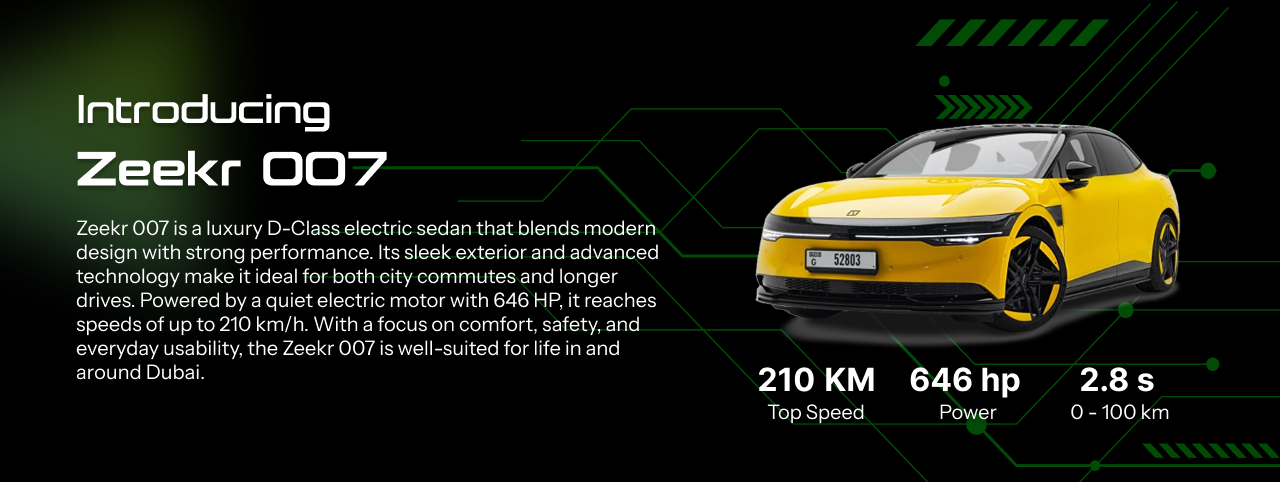 Introducing
Zeekr 007
Zeekr 007 is a luxury D-Class electric sedan that blends modern
design with strong performance. Its sleek exterior and advanced
technology make it ideal for both city commutes and longer
drives. Powered by a quiet electric motor with 646 HP, it reaches
speeds of up to 210 km/h. With a focus on comfort, safety, and
everyday usability, the Zeekr 007 is well-suited for life in and
around Dubai.
G 52803
210 KM 646 hp 2.8 s
Top Speed Power 0 - 100 km